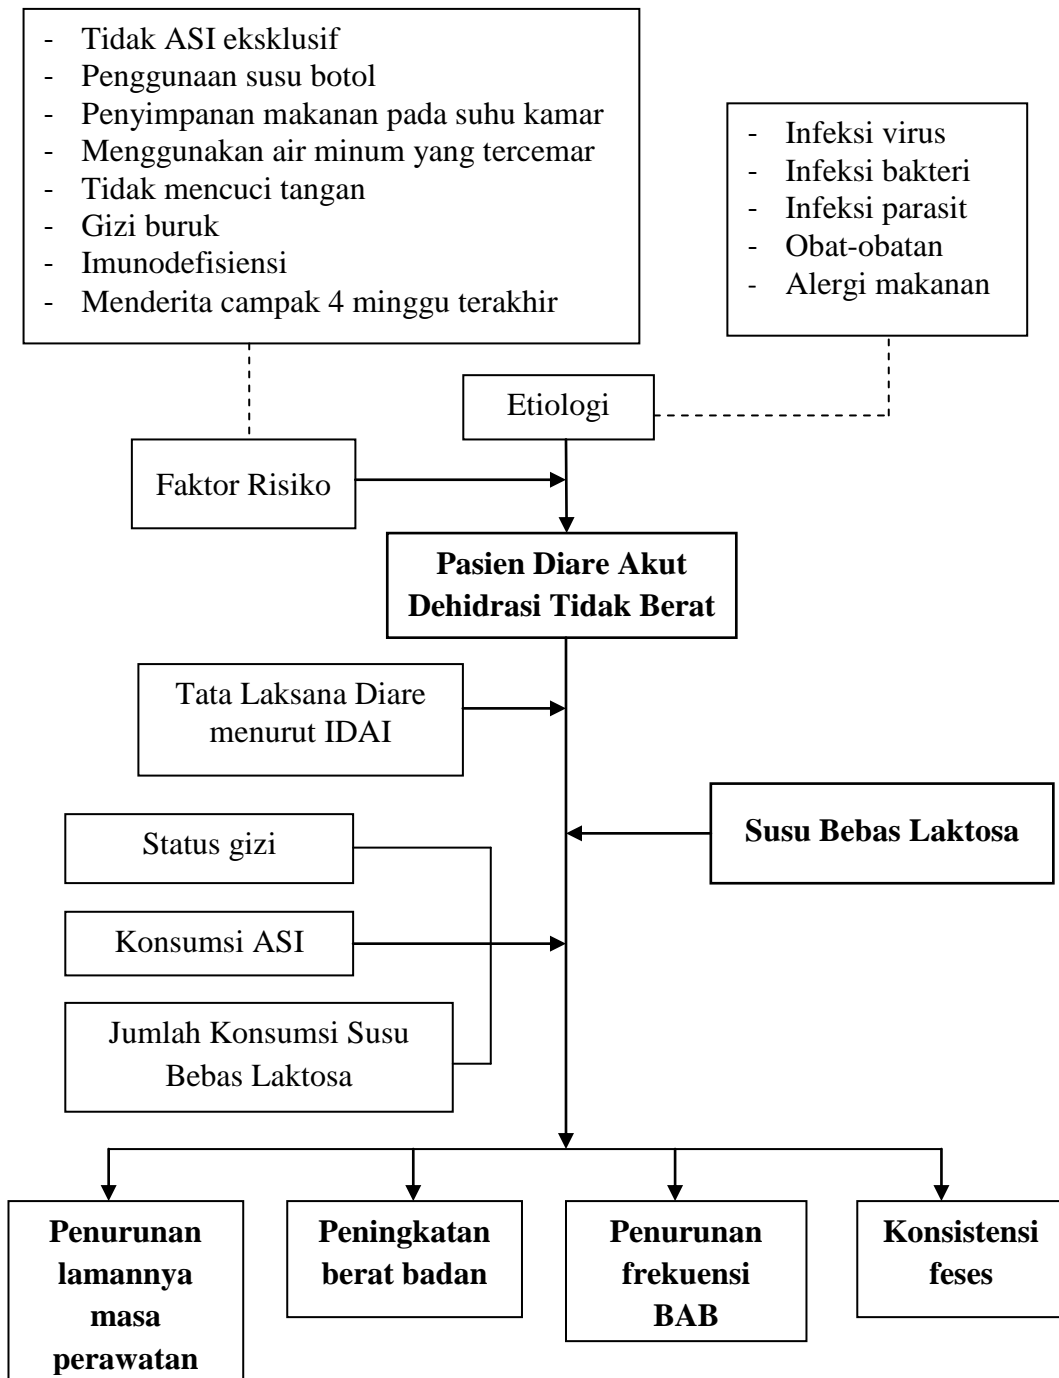 - Tidak ASI eksklusif
- Penggunaan susu botol
- Penyimpanan makanan pada suhu kamar
- Menggunakan air minum yang tercemar
- Tidak mencuci tangan
- Gizi buruk
- Imunodefisiensi
- Menderita campak 4 minggu terakhir
- Infeksi virus
- Infeksi bakteri
- Infeksi parasit
- Obat-obatan
- Alergi makanan
Etiologi
Faktor Risiko
Pasien Diare Akut
Dehidrasi Tidak Berat
Tata Laksana Diare
menurut IDAI
Susu Bebas Laktosa
Status gizi
Konsumsi ASI
Jumlah Konsumsi Susu
Bebas Laktosa
Penurunan
lamannya
masa
perawatan
Peningkatan
berat badan
Penurunan
frekuensi
BAB
Konsistensi
feses